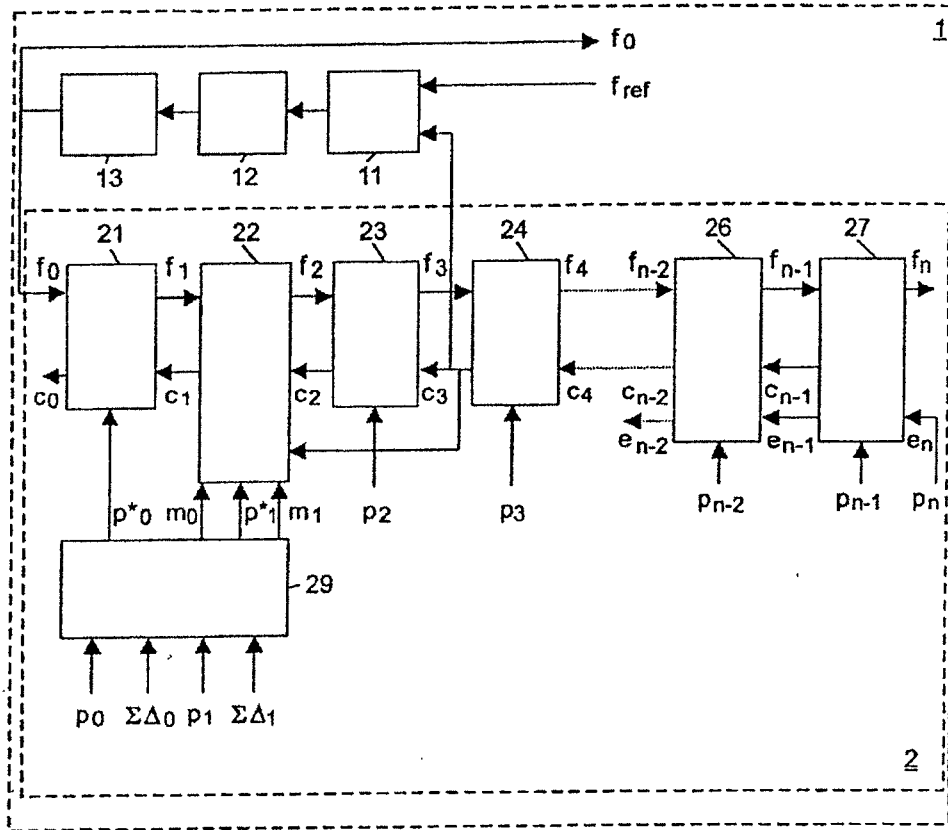 1
f0
fref
13 12 11
21 22 23 24 26 27
f0 f1 f2 f3 f4 fn-2 fn-1 fn
c0 c1 c2 c3 c4 cn-2 cn-1
en-2 en-1 en
p*0 m0 p*1 m1 p2 p3 pn-2 pn-1 pn
29
p0 ΣΔ0 p1 ΣΔ1
2